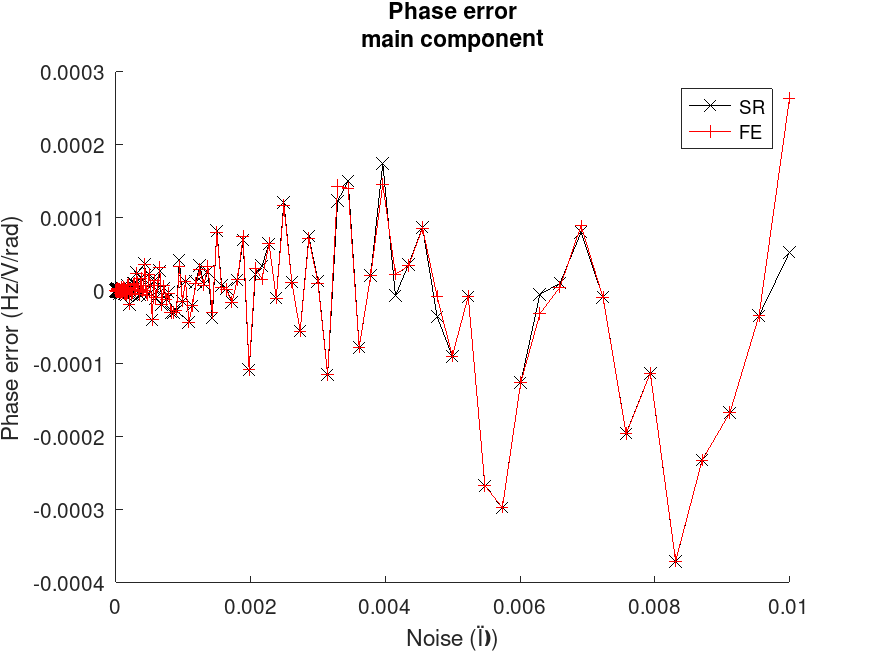 Phase error
main component
0.0003
0.0002
0.0001
0
-0.0001
-0.0002
-0.0003
-0.0004
Phase error (Hz/V/rad)
SR
FE
0 0.002 0.004 0.006 0.008 0.01
Noise (Ï)